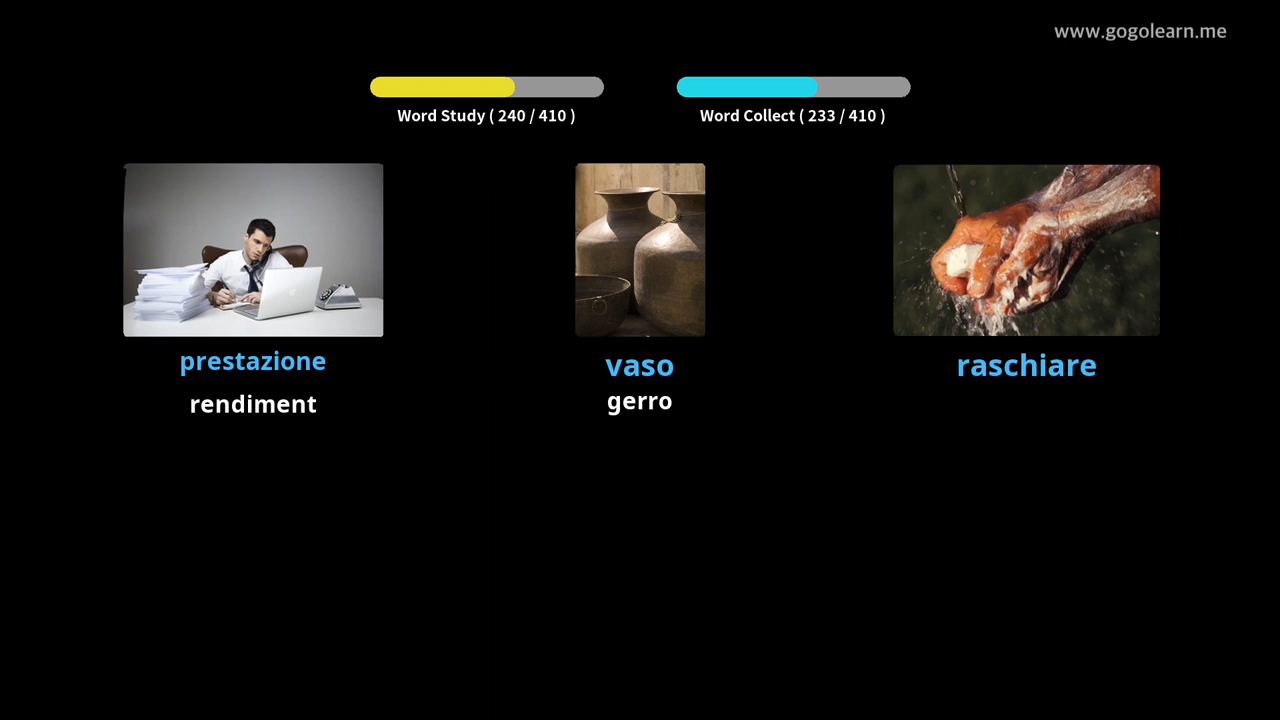 www.gogolearn.me
Word Study ( 240 / 410 )
Word Collect ( 233 / 410 )
prestazione
rendiment
vaso
gerro
raschiare